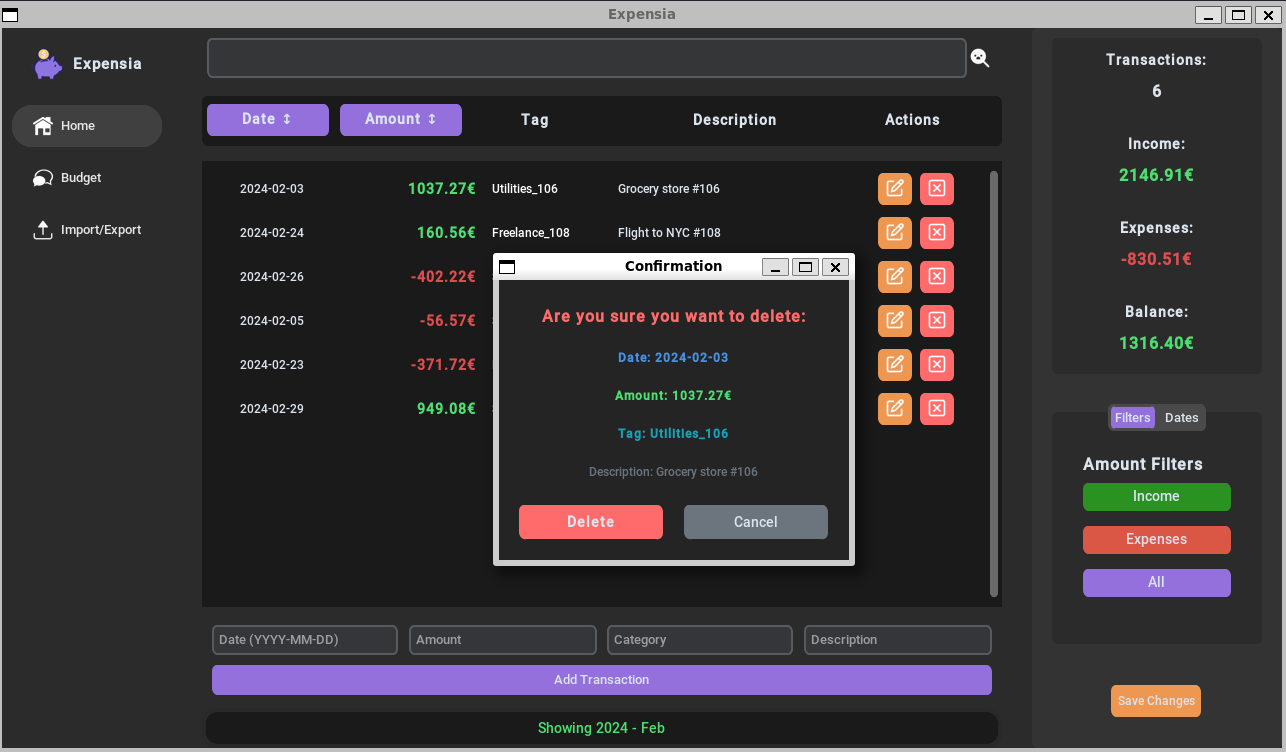 Expensia
Expensia
Home
Budget
Import/Export
Date ↕ Amount ↕ Tag Description Actions
2024-02-03 1037.27€ Utilities_106 Grocery store #106
2024-02-24 160.56€ Freelance_108 Flight to NYC #108
2024-02-26 -402.22€
2024-02-05 -56.57€
2024-02-23 -371.72€
2024-02-29 949.08€
Confirmation
Are you sure you want to delete:
Date: 2024-02-03
Amount: 1037.27€
Tag: Utilities_106
Description: Grocery store #106
Delete Cancel
Date (YYYY-MM-DD) Amount Category Description
Add Transaction
Showing 2024 - Feb
Transactions:
6
Income:
2146.91€
Expenses:
-830.51€
Balance:
1316.40€
Filters Dates
Amount Filters
Income
Expenses
All
Save Changes